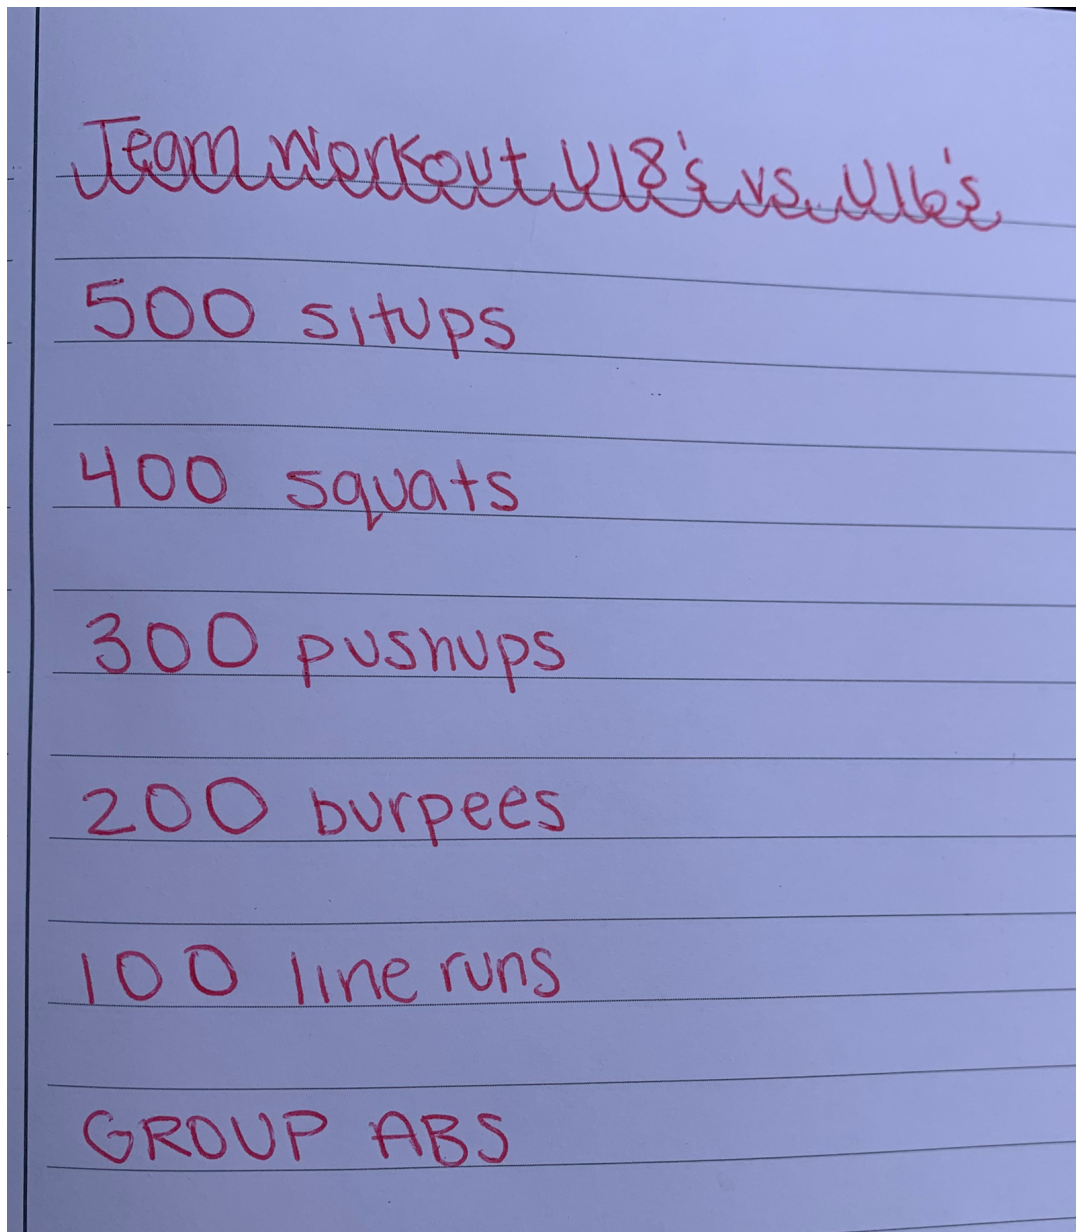 Team Workout U18's vs. U16's
500 situps
400 squats
300 pushups
200 burpees
100 line runs
GROUP ABS